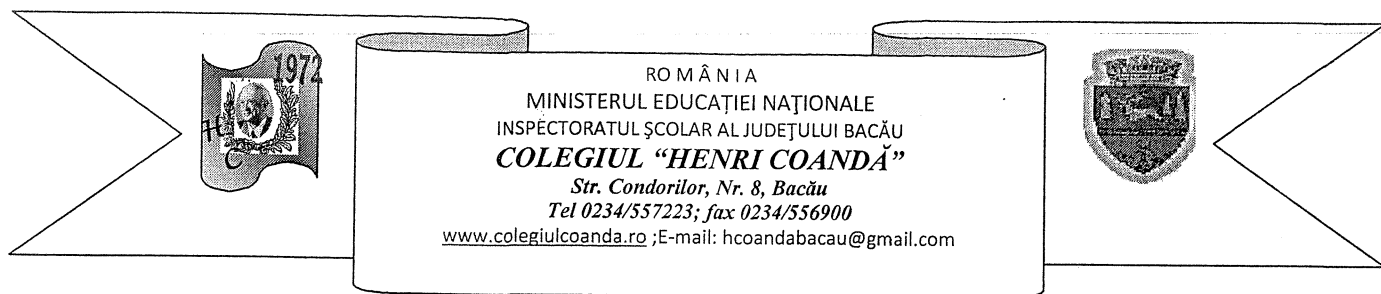 1972
H
C
R O M Â N I A
MINISTERUL EDUCAȚIEI NAȚIONALE
INSPECTORATUL ȘCOLAR AL JUDEȚULUI BACĂU
COLEGIUL “HENRI COANDĂ”
Str. Condorilor, Nr. 8, Bacău
Tel 0234/557223; fax 0234/556900
www.colegiulcoanda.ro ;E-mail: hcoandabacau@gmail.com